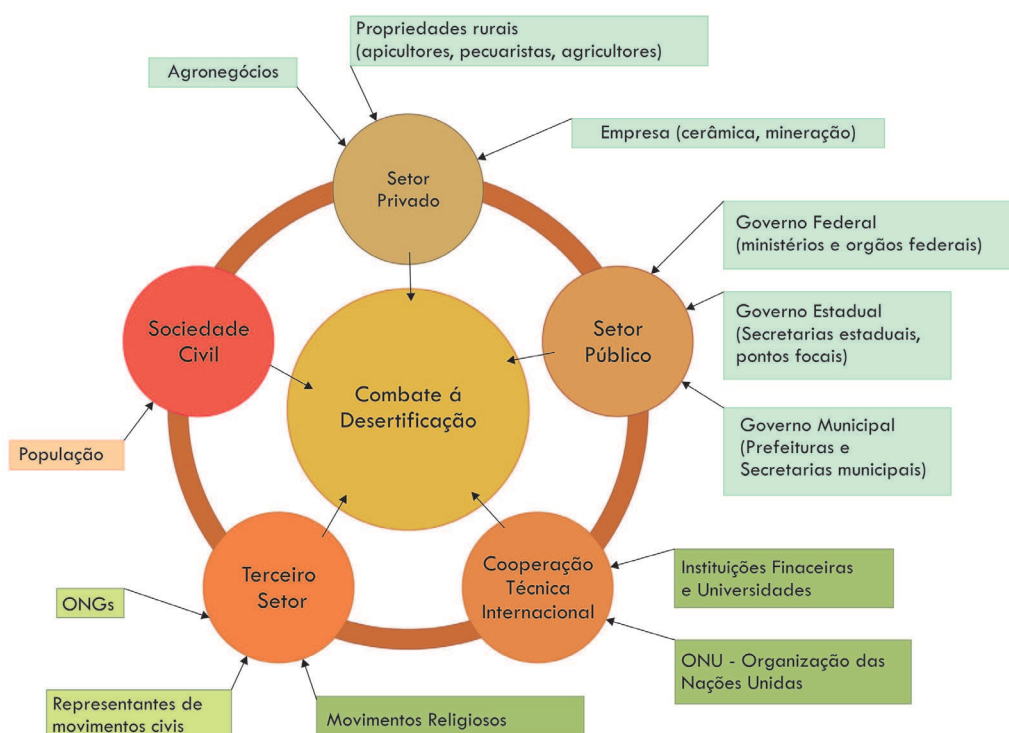 Propriedades rurais
(apicultores, pecuaristas, agricultores)
Agronegócios
Empresa (cerâmica, mineração)
Setor
Privado
Governo Federal
(ministérios e orgãos federais)
Governo Estadual
(Secretarias estaduais,
pontos focais)
Setor
Público
Sociedade
Civil
Combate á
Desertificação
Governo Municipal
(Prefeituras e
Secretarias municipais)
População
Cooperação
Técnica
Internacional
Instituições Finaceiras
e Universidades
Terceiro
Setor
ONGs
ONU - Organização das
Nações Unidas
Representantes de
movimentos civis
Movimentos Religiosos